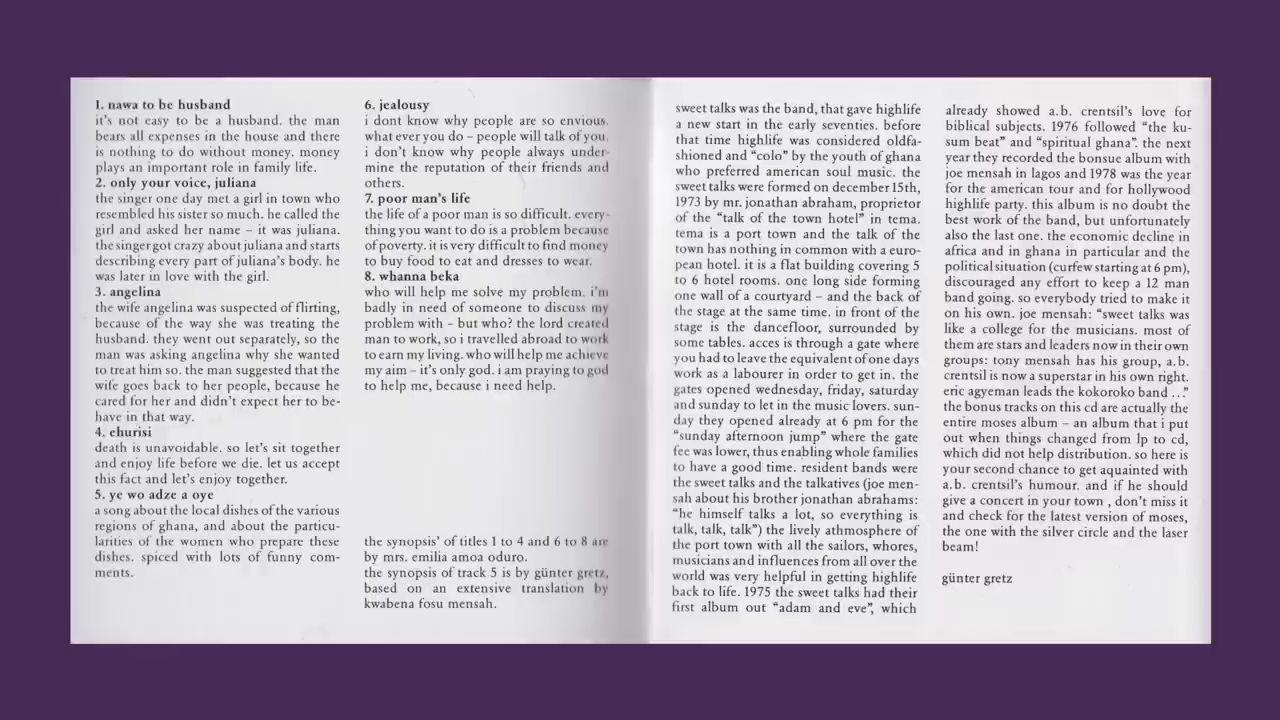 1. nawa to be husband
it's not easy to be a husband. the man
bears all expenses in the house and there
is nothing to do without money. money
plays an important role in family life.
2. only your voice, juliana
the singer one day met a girl in town who
resembled his sister so much. he called the
girl and asked her name – it was juliana.
the singer got crazy about juliana and starts
describing every part of juliana's body. he
was later in love with the girl.
3. angelina
the wife angelina was suspected of flirting,
because of the way she was treating the
husband. they went out separately, so the
man was asking angelina why she wanted
to treat him so. the man suggested that the
wife goes back to her people, because he
cared for her and didn't expect her to be-
have in that way.
4. ehurisi
death is unavoidable. so let's sit together
and enjoy life before we die. let us accept
this fact and let's enjoy together.
5. ye wo adze a oye
a song about the local dishes of the various
regions of ghana, and about the particu-
larities of the women who prepare these
dishes. spiced with lots of funny com-
ments.
6. jealousy
i dont know why people are so envious.
what ever you do – people will talk of you.
i don't know why people always under-
mine the reputation of their friends and
others.
7. poor man's life
the life of a poor man is so difficult. every-
thing you want to do is a problem because
of poverty. it is very difficult to find money
to buy food to eat and dresses to wear.
8. whanna beka
who will help me solve my problem. i'm
badly in need of someone to discuss my
problem with – but who? the lord created
man to work, so i travelled abroad to work
to earn my living. who will help me achieve
my aim – it's only god. i am praying to god
to help me, because i need help.
the synopsis' of titles 1 to 4 and 6 to 8 are
by mrs. emilia amoa oduro.
the synopsis of track 5 is by günter gretz,
based on an extensive translation by
kwabena fosu mensah.
sweet talks was the band, that gave highlife
a new start in the early seventies. before
that time highlife was considered oldfa-
shioned and "colo" by the youth of ghana
who preferred american soul music. the
sweet talks were formed on december 15th,
1973 by mr. jonathan abraham, proprietor
of the "talk of the town hotel" in tema.
tema is a port town and the talk of the
town has nothing in common with a euro-
pean hotel. it is a flat building covering 5
to 6 hotel rooms. one long side forming
one wall of a courtyard – and the back of
the stage at the same time. in front of the
stage is the dancefloor, surrounded by
some tables. acces is through a gate where
you had to leave the equivalent of one days
work as a labourer in order to get in. the
gates opened wednesday, friday, saturday
and sunday to let in the music lovers. sun-
day they opened already at 6 pm for the
"sunday afternoon jump" where the gate
fee was lower, thus enabling whole families
to have a good time. resident bands were
the sweet talks and the talkatives (joe men-
sah about his brother jonathan abrahams:
"he himself talks a lot, so everything is
talk, talk, talk") the lively athmosphere of
the port town with all the sailors, whores,
musicians and influences from all over the
world was very helpful in getting highlife
back to life. 1975 the sweet talks had their
first album out "adam and eve", which
already showed a.b. crentsil's love for
biblical subjects. 1976 followed "the ku-
sum beat" and "spiritual ghana". the next
year they recorded the bonsue album with
joe mensah in lagos and 1978 was the year
for the american tour and for hollywood
highlife party. this album is no doubt the
best work of the band, but unfortunately
also the last one. the economic decline in
africa and in ghana in particular and the
political situation (curfew starting at 6 pm),
discouraged any effort to keep a 12 man
band going. so everybody tried to make it
on his own. joe mensah: "sweet talks was
like a college for the musicians. most of
them are stars and leaders now in their own
groups: tony mensah has his group, a.b.
crentsil is now a superstar in his own right.
eric agyeman leads the kokoroko band ..."
the bonus tracks on this cd are actually the
entire moses album – an album that i put
out when things changed from lp to cd,
which did not help distribution. so here is
your second chance to get aquainted with
a.b. crentsil's humour. and if he should
give a concert in your town , don't miss it
and check for the latest version of moses,
the one with the silver circle and the laser
beam!
günter gretz